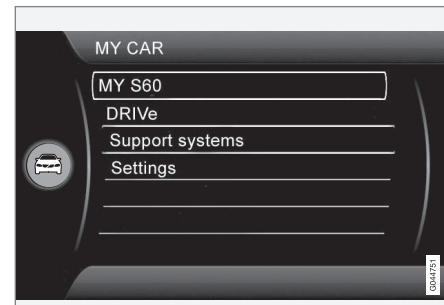 MY CAR
MY S60
DRIVe
Support systems
Settings
G044751